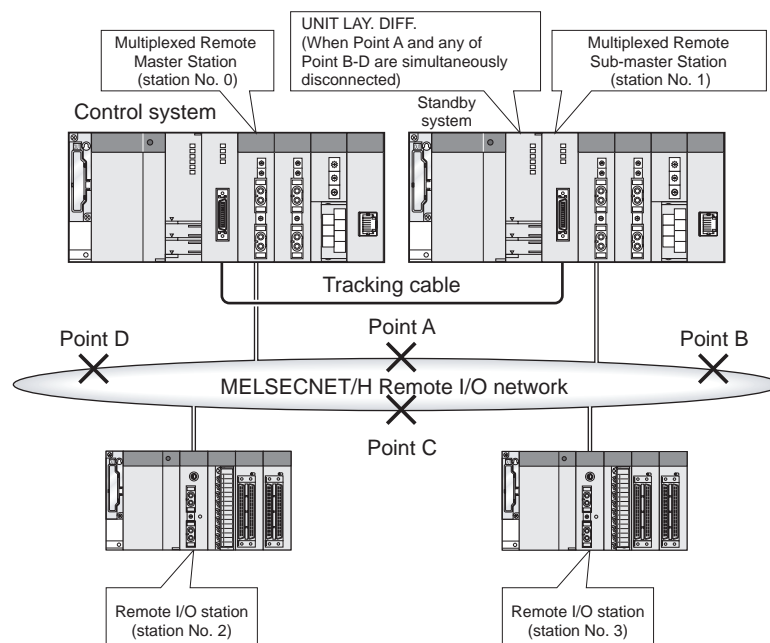 Multiplexed Remote
Master Station
(station No. 0)
UNIT LAY. DIFF.
(When Point A and any of
Point B-D are simultaneously
disconnected)
Multiplexed Remote
Sub-master Station
(station No. 1)
Control system
Standby
system
Tracking cable
Point D
Point A
Point B
MELSECNET/H Remote I/O network
Point C
Remote I/O station
(station No. 2)
Remote I/O station
(station No. 3)